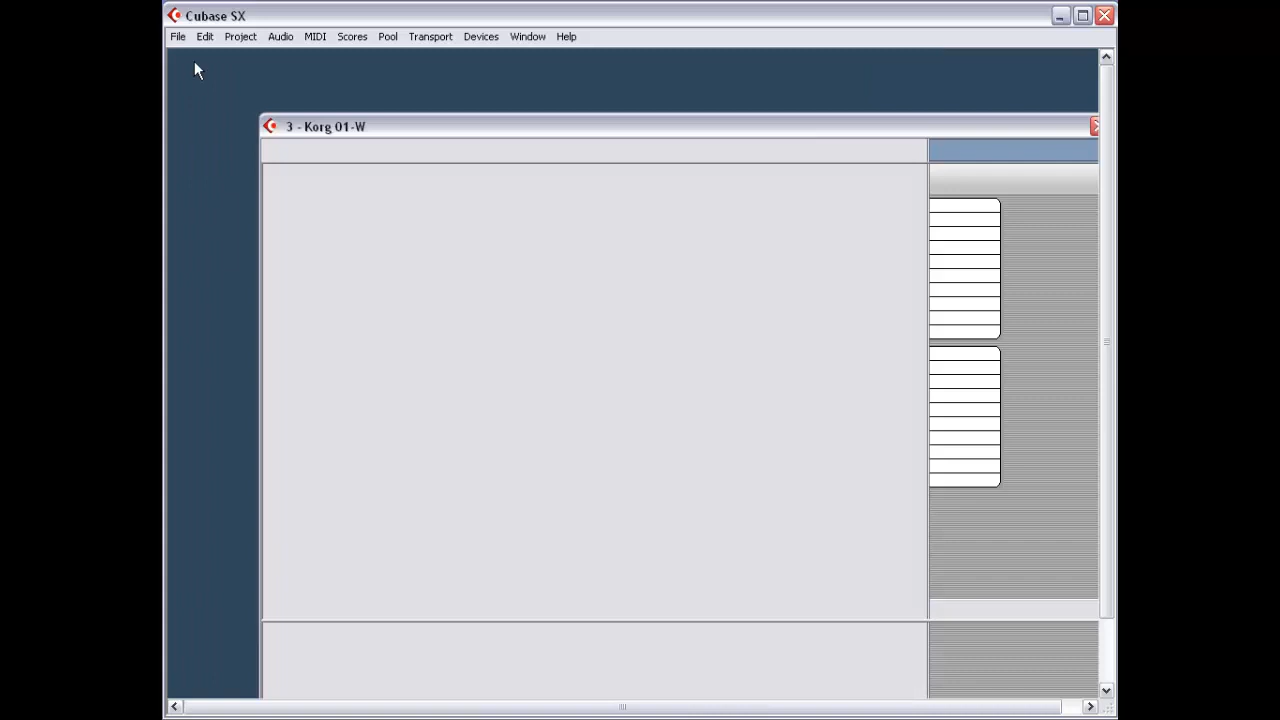 Cubase SX
File Edit Project Audio MIDI Scores Pool Transport Devices Window Help
3 - Korg 01-W